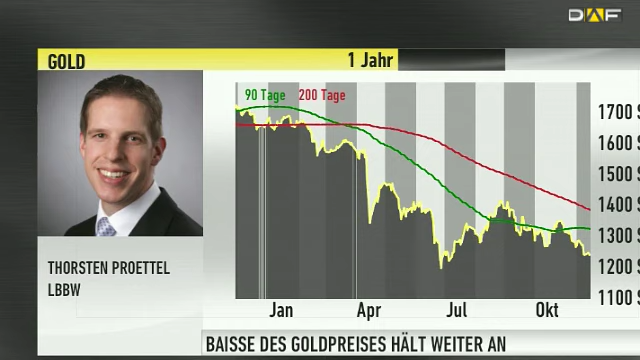 DAF
GOLD
1 Jahr
90 Tage 200 Tage
1700 S
1600 S
1500 S
1400 S
1300 S
1200 S
1100 S
Jan Apr Jul Okt
THORSTEN PROETTEL
LBBW
BAISSE DES GOLDPREISES HÄLT WEITER AN